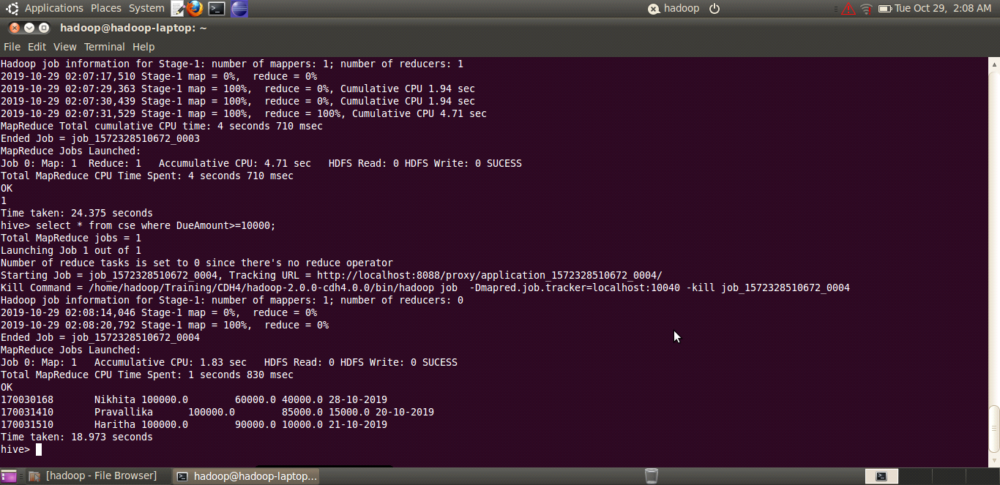 Applications Places System hadoop Tue Oct 29, 2:08 AM
hadoop@hadoop-laptop: ~
File Edit View Terminal Help
Hadoop job information for Stage-1: number of mappers: 1; number of reducers: 1
2019-10-29 02:07:17,510 Stage-1 map = 0%,  reduce = 0%
2019-10-29 02:07:29,363 Stage-1 map = 100%,  reduce = 0%, Cumulative CPU 1.94 sec
2019-10-29 02:07:30,439 Stage-1 map = 100%,  reduce = 0%, Cumulative CPU 1.94 sec
2019-10-29 02:07:31,529 Stage-1 map = 100%,  reduce = 100%, Cumulative CPU 4.71 sec
MapReduce Total cumulative CPU time: 4 seconds 710 msec
Ended Job = job_1572328510672_0003
MapReduce Jobs Launched:
Job 0: Map: 1  Reduce: 1   Accumulative CPU: 4.71 sec   HDFS Read: 0 HDFS Write: 0 SUCESS
Total MapReduce CPU Time Spent: 4 seconds 710 msec
OK
1
Time taken: 24.375 seconds
hive> select * from cse where DueAmount>=10000;
Total MapReduce jobs = 1
Launching Job 1 out of 1
Number of reduce tasks is set to 0 since there's no reduce operator
Starting Job = job_1572328510672_0004, Tracking URL = http://localhost:8088/proxy/application_1572328510672_0004/
Kill Command = /home/hadoop/Training/CDH4/hadoop-2.0.0-cdh4.0.0/bin/hadoop job  -Dmapred.job.tracker=localhost:10040 -kill job_1572328510672_0004
Hadoop job information for Stage-1: number of mappers: 1; number of reducers: 0
2019-10-29 02:08:14,046 Stage-1 map = 0%,  reduce = 0%
2019-10-29 02:08:20,792 Stage-1 map = 100%,  reduce = 0%
Ended Job = job_1572328510672_0004
MapReduce Jobs Launched:
Job 0: Map: 1   Accumulative CPU: 1.83 sec   HDFS Read: 0 HDFS Write: 0 SUCESS
Total MapReduce CPU Time Spent: 1 seconds 830 msec
OK
170030168       Nikhita 100000.0        60000.0 40000.0 28-10-2019
170031410       Pravallika      100000.0        85000.0 15000.0 20-10-2019
170031510       Haritha 100000.0        90000.0 10000.0 21-10-2019
Time taken: 18.973 seconds
hive>
[hadoop - File Browser] hadoop@hadoop-laptop...